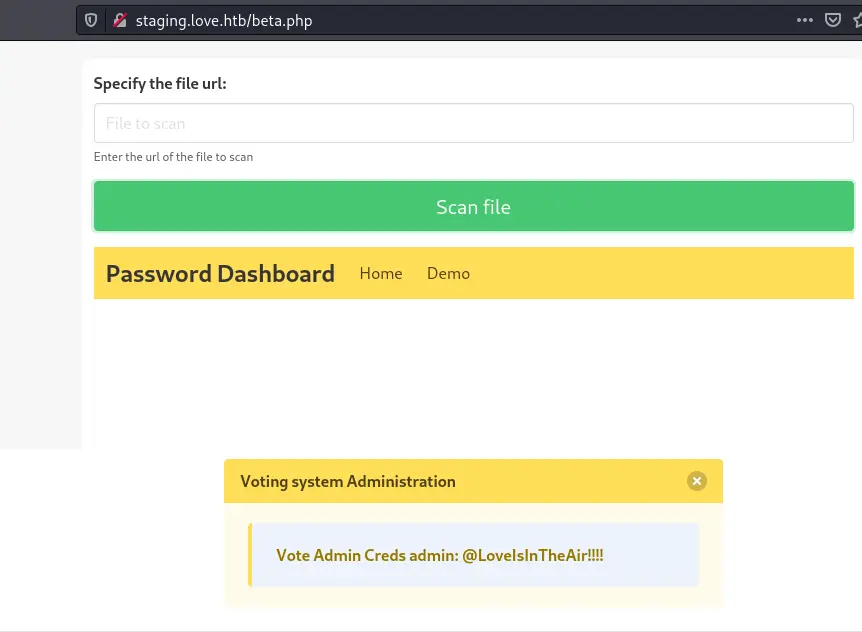 staging.love.htb/beta.php
Specify the file url:
File to scan
Enter the url of the file to scan
Scan file
Password Dashboard Home Demo
Voting system Administration
Vote Admin Creds admin: @LoveIsInTheAir!!!!